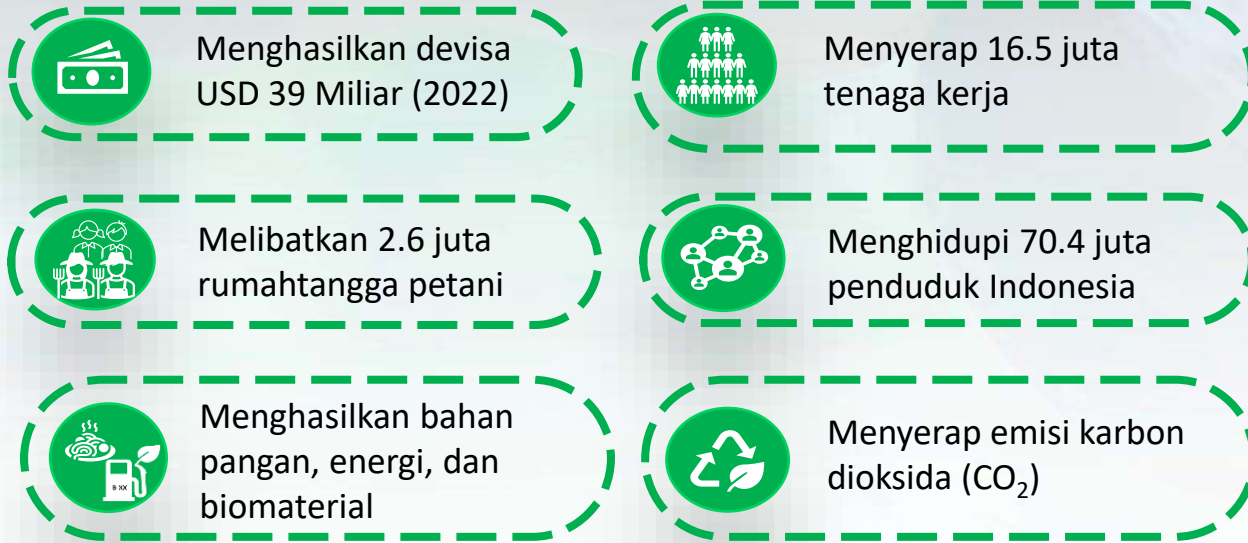 Menghasilkan devisa
USD 39 Miliar (2022)
Menyerap 16.5 juta
tenaga kerja
Melibatkan 2.6 juta
rumahtangga petani
Menghidupi 70.4 juta
penduduk Indonesia
Menghasilkan bahan
pangan, energi, dan
biomaterial
B XX
Menyerap emisi karbon
dioksida (CO₂)